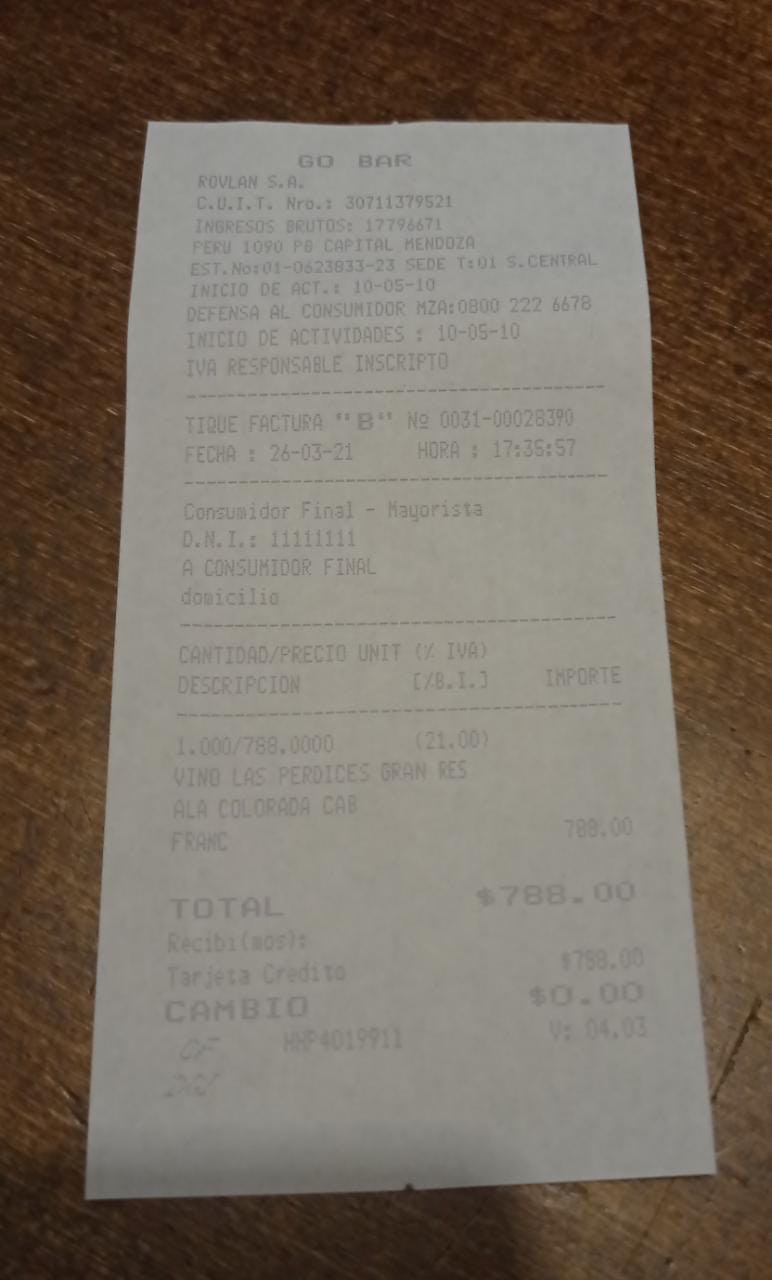 GO BAR
ROVLAN S.A.
C.U.I.T. Nro.: 30711379521
INGRESOS BRUTOS: 17796671
PERU 1090 PB CAPITAL MENDOZA
EST.No:01-0623833-23 SEDE T:01 S.CENTRAL
INICIO DE ACT.: 10-05-10
DEFENSA AL CONSUMIDOR MZA:0800 222 6678
INICIO DE ACTIVIDADES : 10-05-10
IVA RESPONSABLE INSCRIPTO
TIQUE FACTURA "B" Nº 0031-00028390
FECHA : 26-03-21 HORA : 17:35:57
Consumidor Final - Mayorista
D.N.I.: 11111111
A CONSUMIDOR FINAL
domicilio
CANTIDAD/PRECIO UNIT (% IVA)
DESCRIPCION [%B.I.] IMPORTE
1.000/788.0000 (21.00)
VINO LAS PERDICES GRAN RES
ALA COLORADA CAB
FRANC 788.00
TOTAL $788.00
Recibi(mos):
Tarjeta Credito $788.00
CAMBIO $0.00
CF HHP4019911 V: 04.03